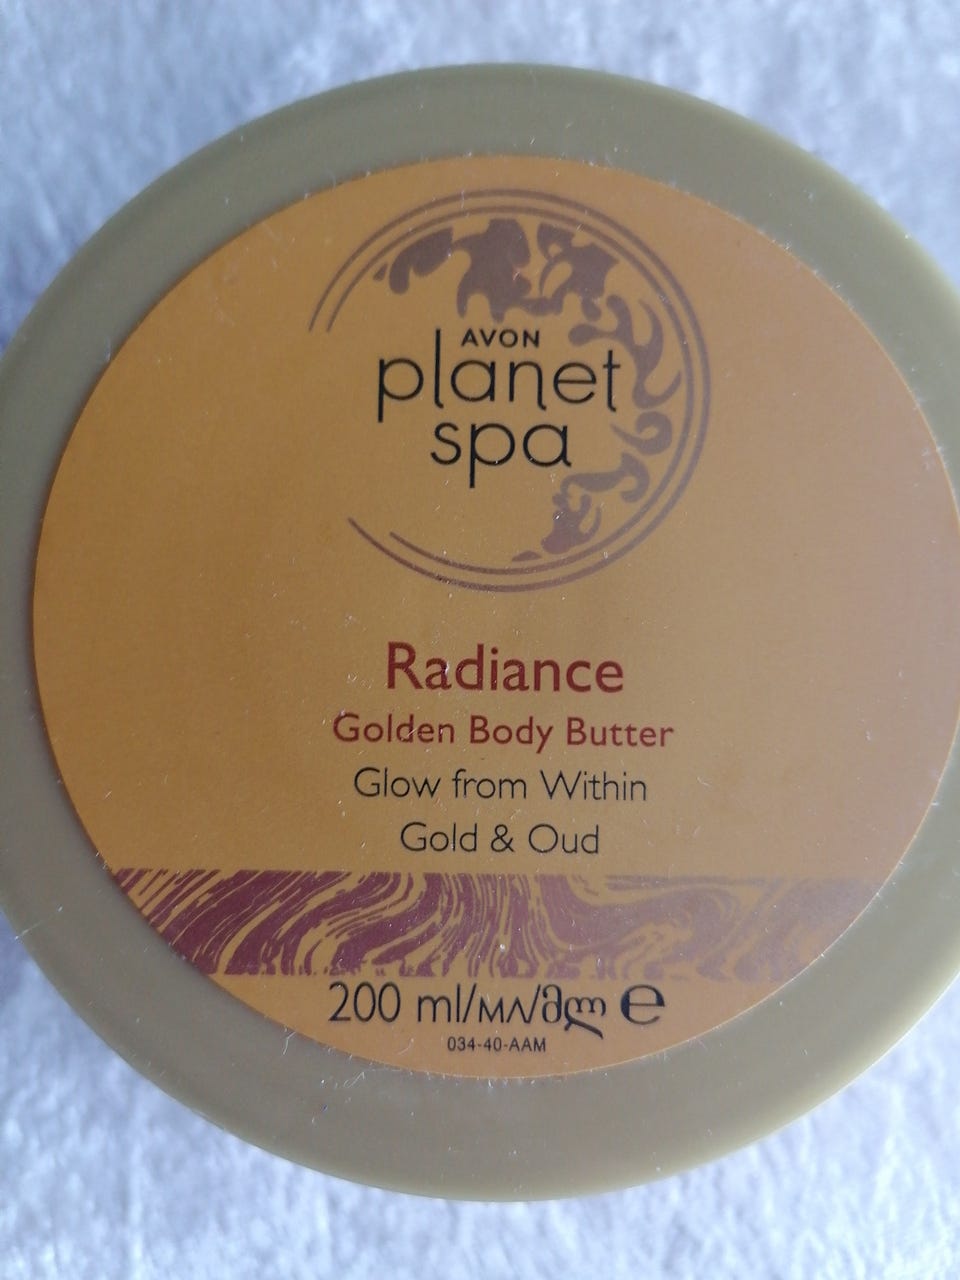 AVON
planet
spa
Radiance
Golden Body Butter
Glow from Within
Gold & Oud
200 ml/мл/მლ ℮
034-40-AAM